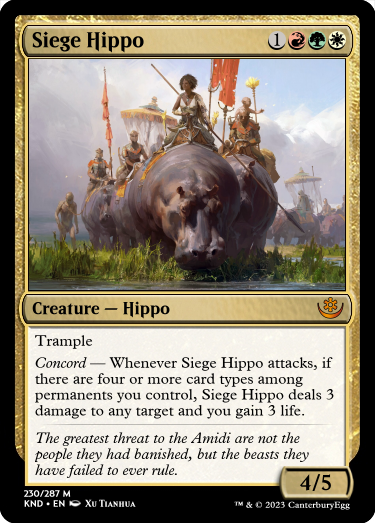 Siege Hippo 1
Creature — Hippo
Trample
Concord — Whenever Siege Hippo attacks, if
there are four or more card types among
permanents you control, Siege Hippo deals 3
damage to any target and you gain 3 life.
The greatest threat to the Amidi are not the
people they had banished, but the beasts they
have failed to ever rule.
4/5
230/287 M
KND • EN Xu Tianhua
™ & © 2023 CanterburyEgg